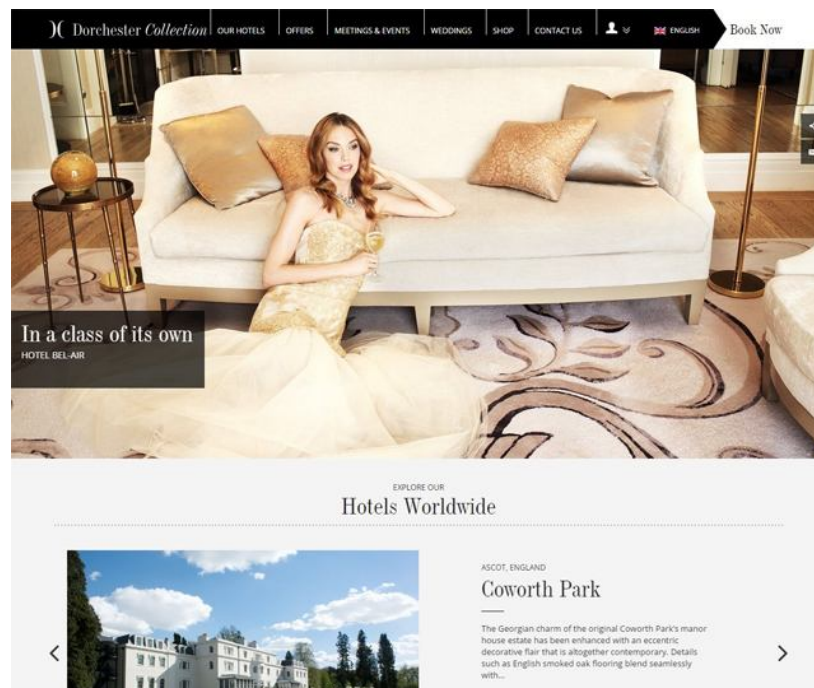 Dorchester Collection
OUR HOTELS
OFFERS
MEETINGS & EVENTS
WEDDINGS
SHOP
CONTACT US
ENGLISH
Book Now
In a class of its own
HOTEL BEL-AIR
EXPLORE OUR
Hotels Worldwide
ASCOT, ENGLAND
Coworth Park
The Georgian charm of the original Coworth Park's manor
house estate has been enhanced with an eccentric
decorative flair that is altogether contemporary. Details
such as English smoked oak flooring blend seamlessly
with...